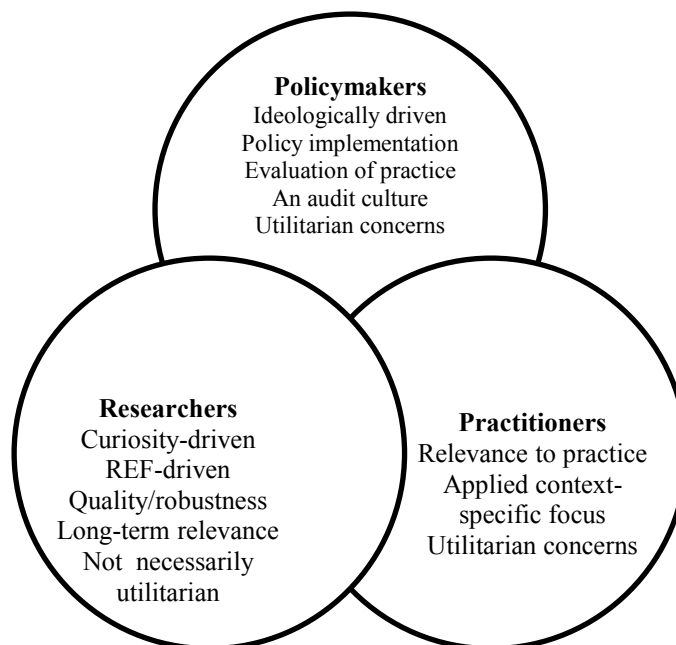 Policymakers
Ideologically driven
Policy implementation
Evaluation of practice
An audit culture
Utilitarian concerns
Researchers
Curiosity-driven
REF-driven
Quality/robustness
Long-term relevance
Not necessarily
utilitarian
Practitioners
Relevance to practice
Applied context-
specific focus
Utilitarian concerns